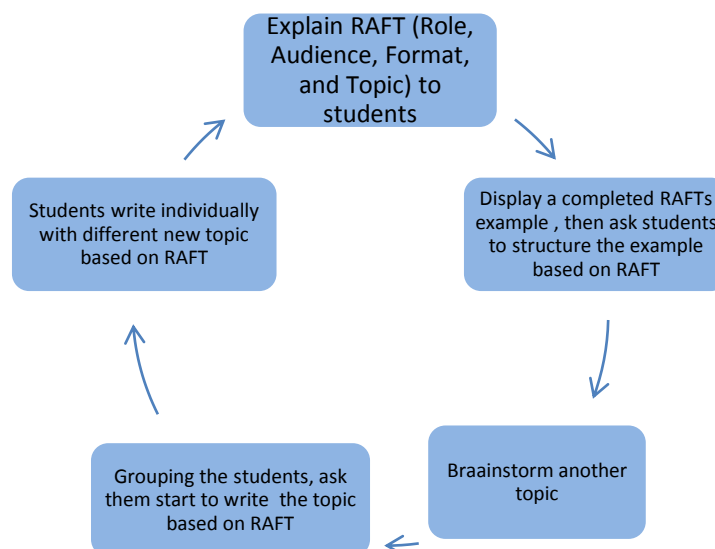 Explain RAFT (Role,
Audience, Format,
and Topic) to
students
Display a completed RAFTs
example , then ask students
to structure the example
based on RAFT
Braainstorm another
topic
Grouping the students, ask
them start to write the topic
based on RAFT
Students write individually
with different new topic
based on RAFT